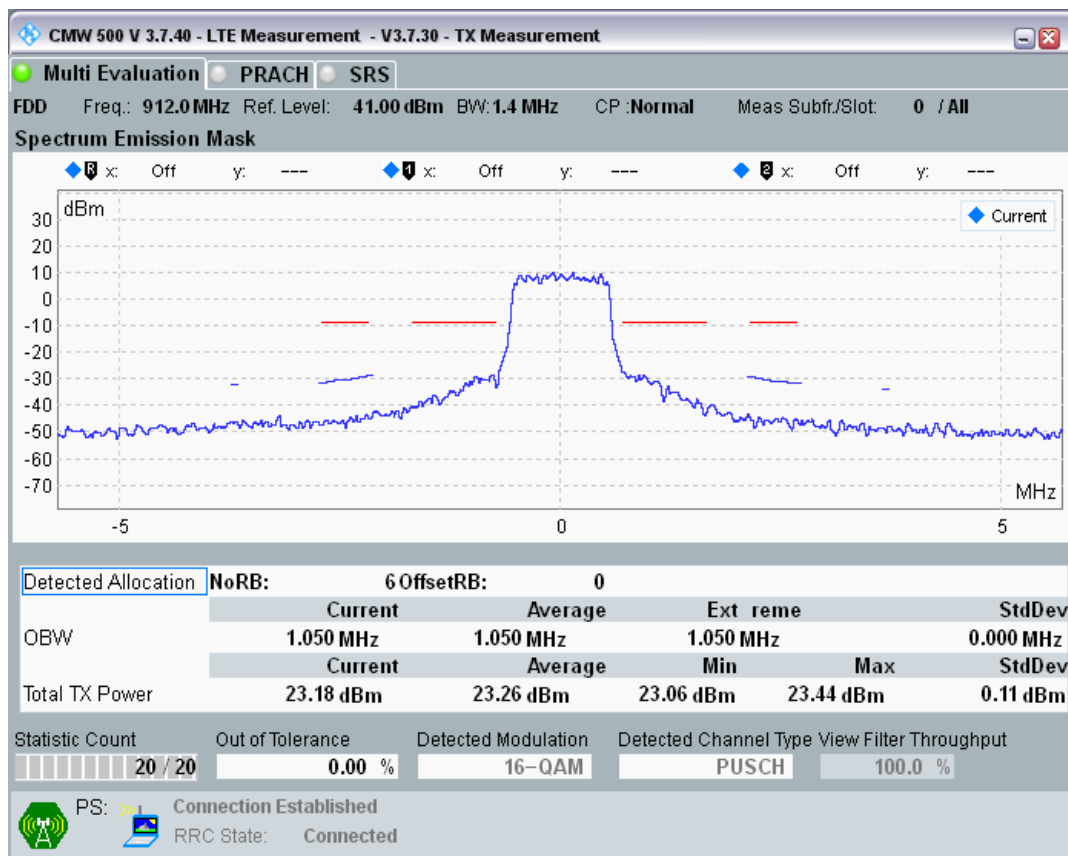 CMW 500 V 3.7.40 - LTE Measurement - V3.7.30 - TX Measurement
Multi Evaluation PRACH SRS
FDD Freq.: 912.0 MHz Ref. Level: 41.00 dBm BW: 1.4 MHz CP :Normal Meas Subfr./Slot: 0 / All
Spectrum Emission Mask
R x: Off y: --- 1 x: Off y: --- 2 x: Off y: ---
dBm
Current
30
20
10
0
-10
-20
-30
-40
-50
-60
-70
MHz
-5 0 5
Detected Allocation NoRB: 6 OffsetRB: 0
Current Average Ext reme StdDev
OBW 1.050 MHz 1.050 MHz 1.050 MHz 0.000 MHz
Current Average Min Max StdDev
Total TX Power 23.18 dBm 23.26 dBm 23.06 dBm 23.44 dBm 0.11 dBm
Statistic Count Out of Tolerance Detected Modulation Detected Channel Type View Filter Throughput
20 / 20 0.00 % 16-QAM PUSCH 100.0 %
PS: Connection Established
RRC State: Connected